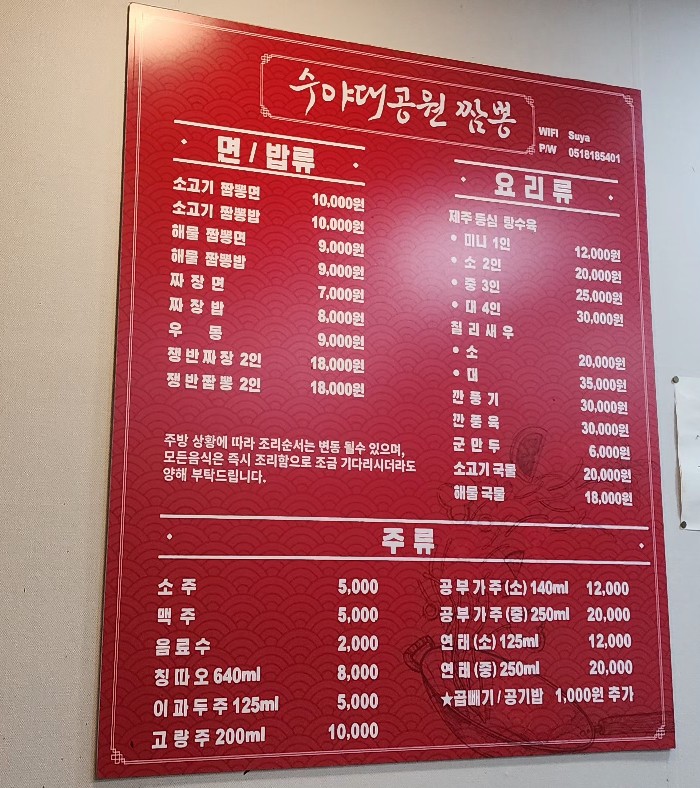 수야대공원 짬뽕
WIFI Suya
P/W 0518185401
면 / 밥류
소고기 짬뽕면 10,000원
소고기 짬뽕밥 10,000원
해물 짬뽕면 9,000원
해물 짬뽕밥 9,000원
짜 장 면 7,000원
짜 장 밥 8,000원
우 동 9,000원
쟁반짜장 2인 18,000원
쟁반짬뽕 2인 18,000원
주방 상황에 따라 조리순서는 변동 될수 있으며,
모든음식은 즉시 조리함으로 조금 기다리시더라도
양해 부탁드립니다.
요 리 류
제주 등심 탕수육
• 미니 1인 12,000원
• 소 2인 20,000원
• 중 3인 25,000원
• 대 4인 30,000원
칠 리 새 우
• 소 20,000원
• 대 35,000원
깐 풍 기 30,000원
깐 풍 육 30,000원
군 만 두 6,000원
소고기 국물 20,000원
해물 국물 18,000원
주 류
소 주 5,000
맥 주 5,000
음 료 수 2,000
칭 따 오 640ml 8,000
이 과 두 주 125ml 5,000
고 량 주 200ml 10,000
공 부 가 주 (소) 140ml 12,000
공 부 가 주 (중) 250ml 20,000
연 태 (소) 125ml 12,000
연 태 (중) 250ml 20,000
★곱빼기 / 공기밥 1,000원 추가